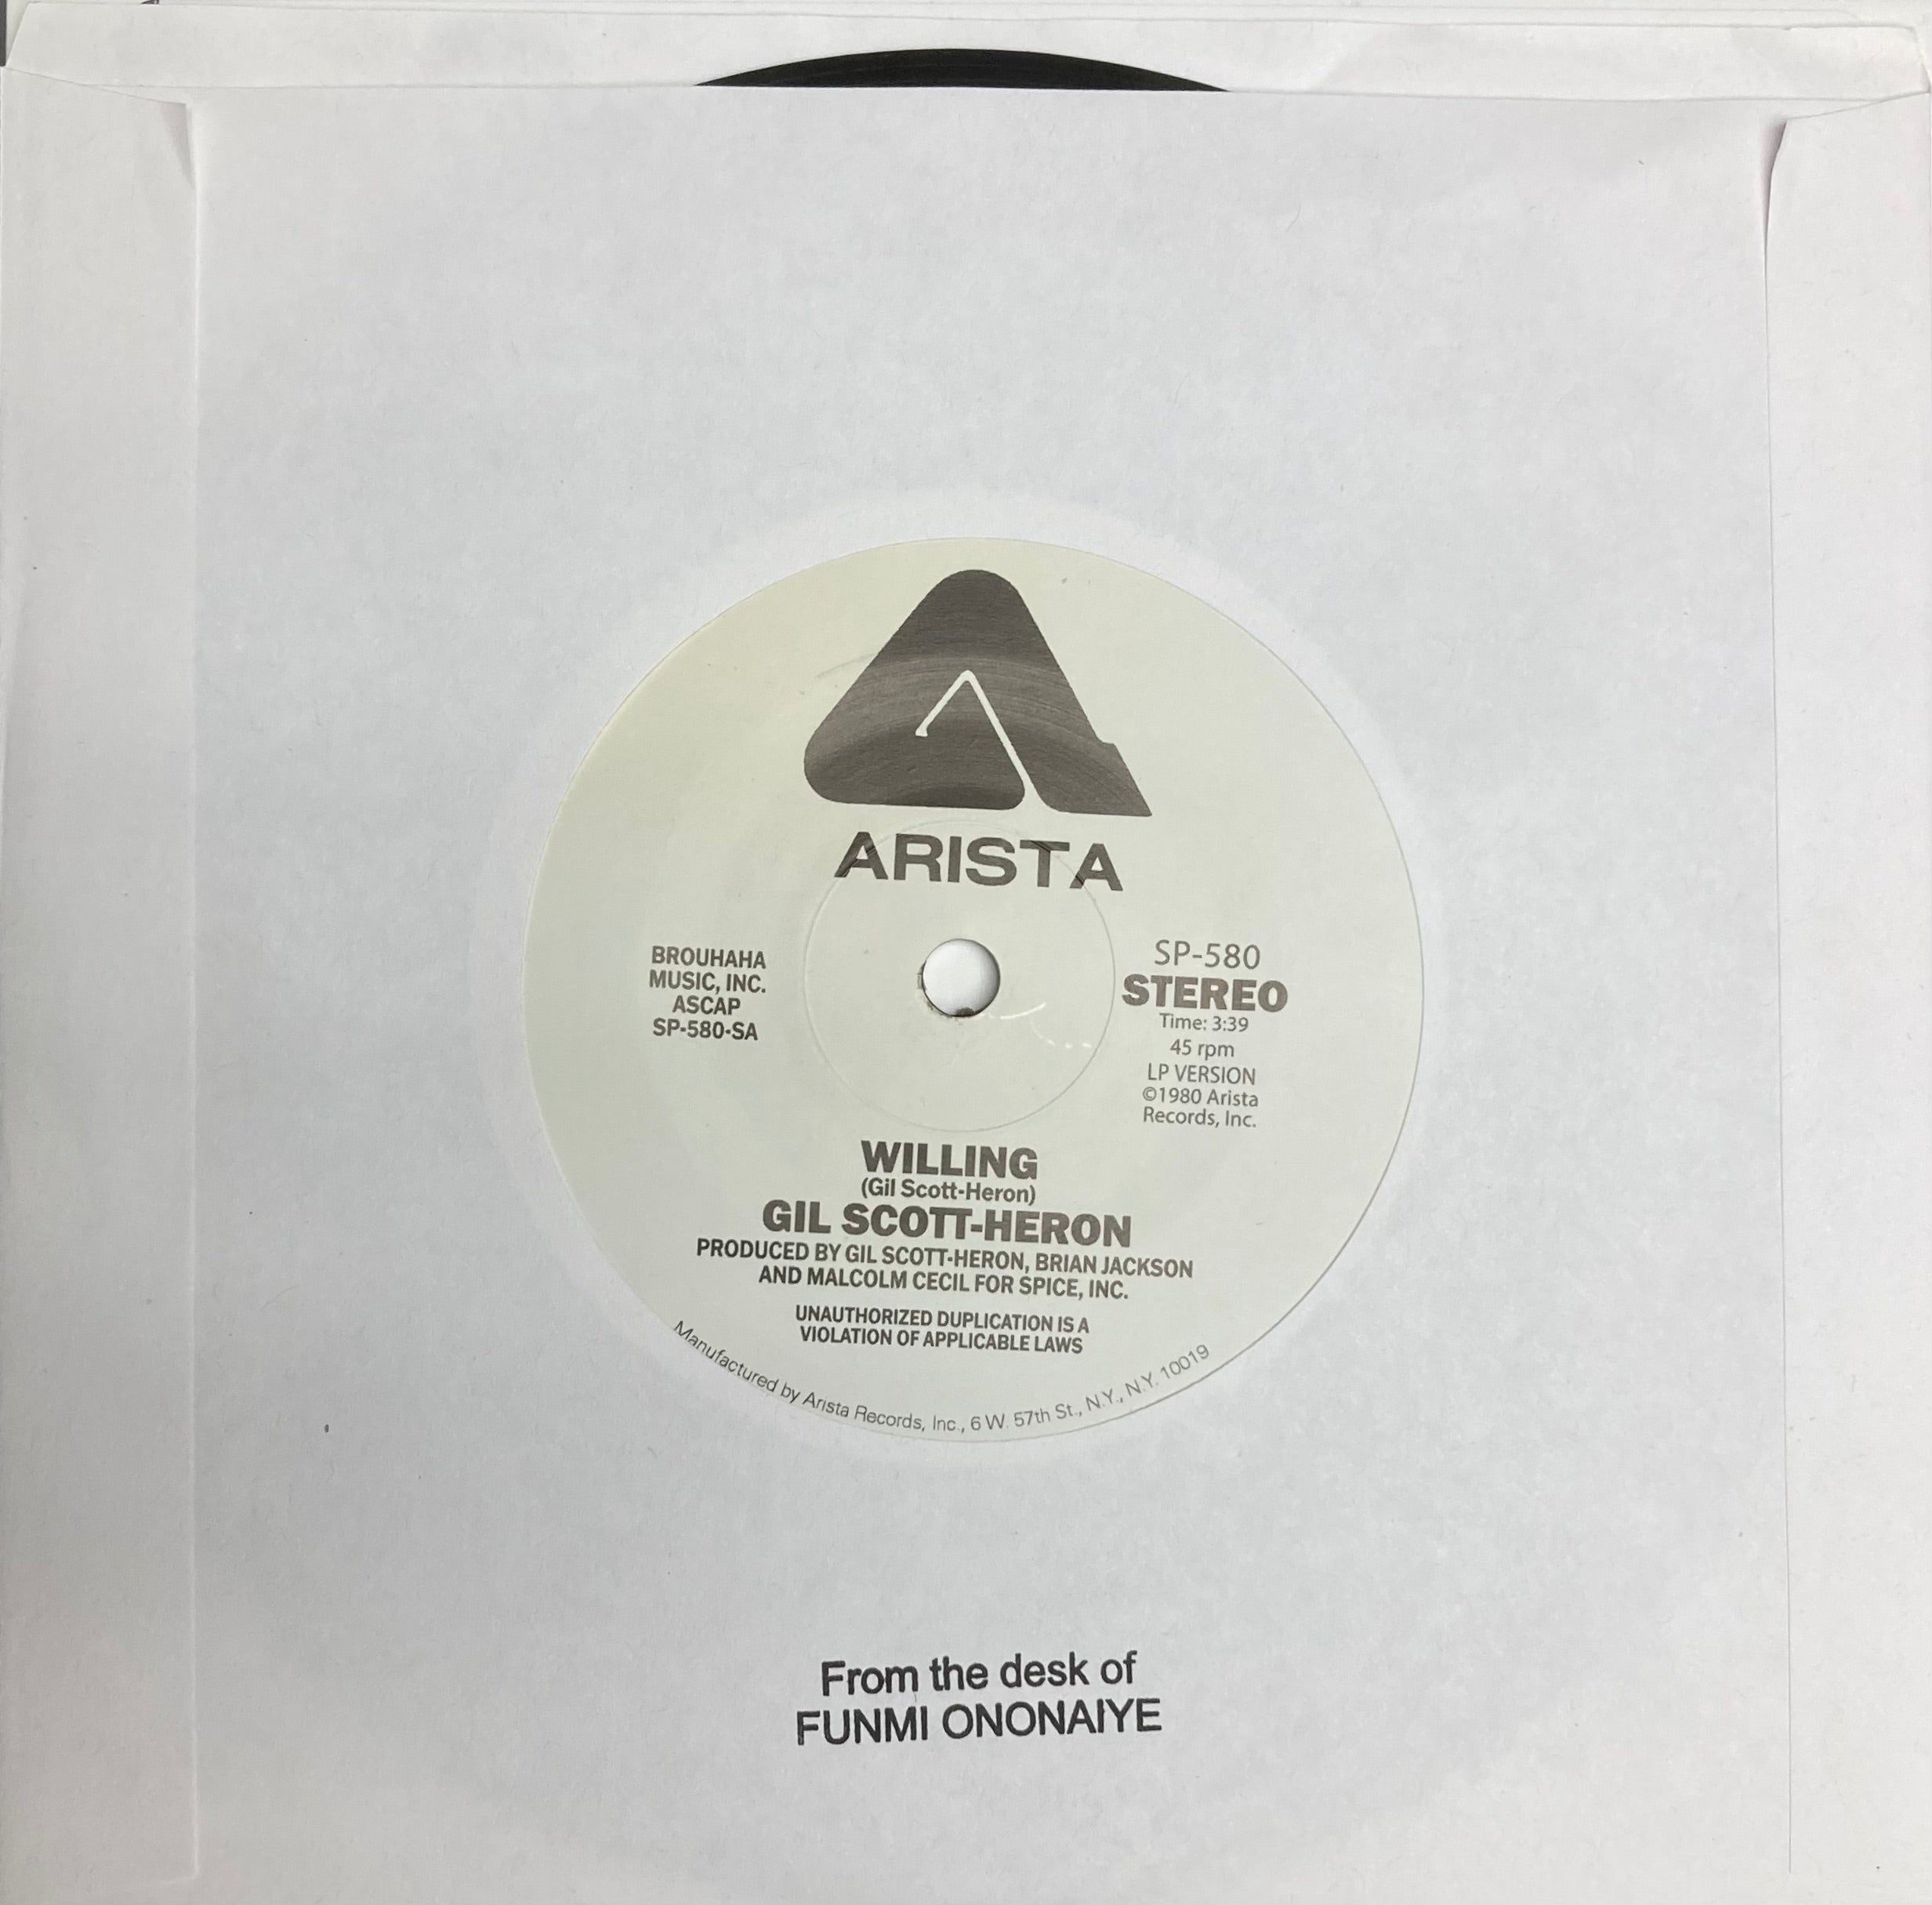 ARISTA
BROUHAHA
MUSIC, INC.
ASCAP
SP-580-SA
SP-580
STEREO
Time: 3:39
45 rpm
LP VERSION
©1980 Arista
Records, Inc.
WILLING
(Gil Scott-Heron)
GIL SCOTT-HERON
PRODUCED BY GIL SCOTT-HERON, BRIAN JACKSON
AND MALCOLM CECIL FOR SPICE, INC.
UNAUTHORIZED DUPLICATION IS A
VIOLATION OF APPLICABLE LAWS
Manufactured by Arista Records, Inc., 6 W. 57th St., N.Y., N.Y. 10019
From the desk of
FUNMI ONONAIYE